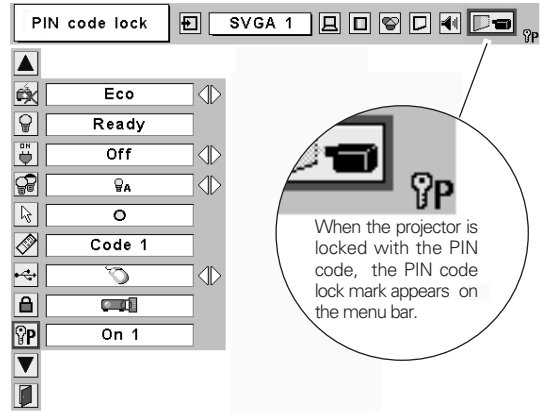 PIN code lock
SVGA 1
P
Eco
Ready
ON
Off
A
Code 1
P
On 1
P
When the projector is
locked with the PIN
code, the PIN code
lock mark appears on
the menu bar.